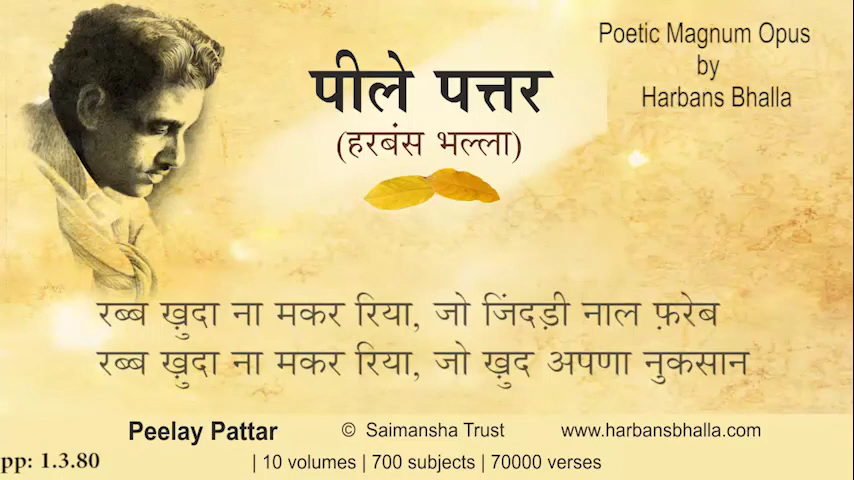 पीले पत्तर
(हरबंस भल्ला)
Poetic Magnum Opus
by
Harbans Bhalla
रब्ब ख़ुदा ना मकर रिया, जो जिंदड़ी नाल फ़रेब
रब्ब ख़ुदा ना मकर रिया, जो ख़ुद अपणा नुकसान
Peelay Pattar © Saimansha Trust www.harbansbhalla.com
pp: 1.3.80 | 10 volumes | 700 subjects | 70000 verses